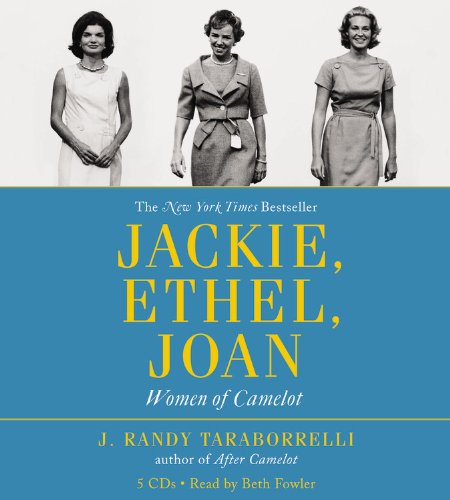 The New York Times Bestseller
JACKIE,
ETHEL,
JOAN
Women of Camelot
J. RANDY TARABORRELLI
author of After Camelot
5 CDs • Read by Beth Fowler